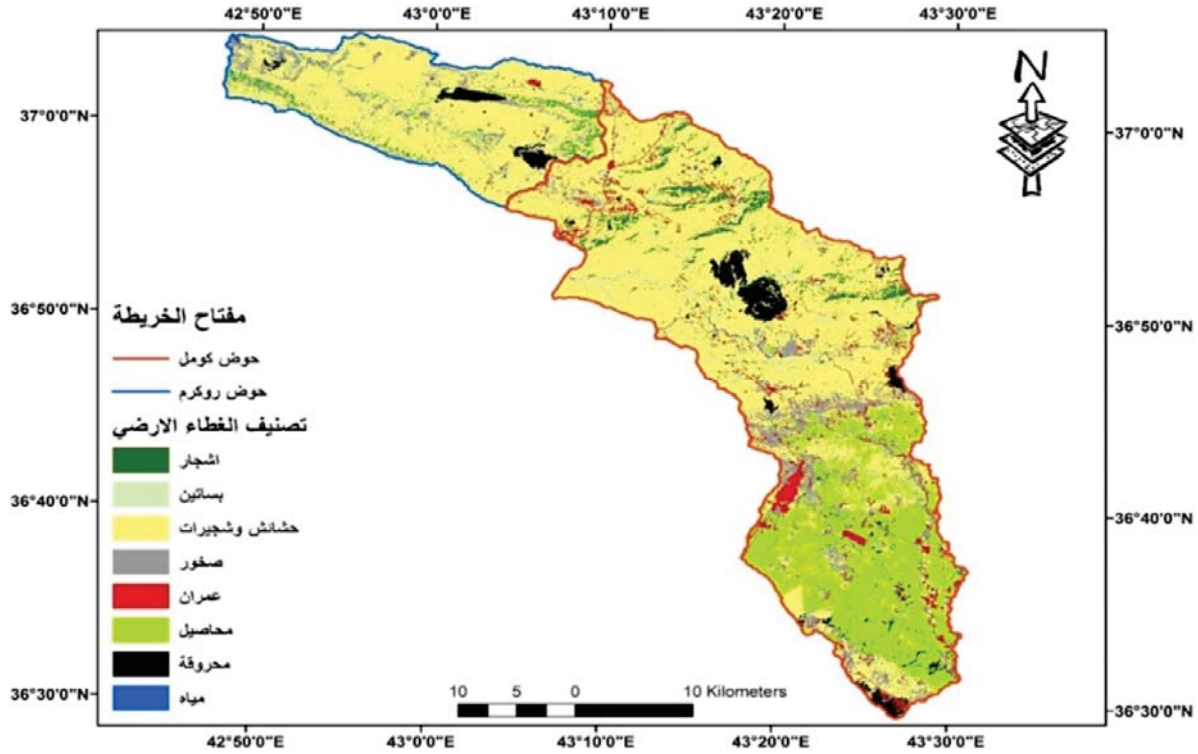 42°50'0"E 43°0'0"E 43°10'0"E 43°20'0"E 43°30'0"E
N
37°0'0"N 37°0'0"N
36°50'0"N 36°50'0"N
مفتاح الخريطة
حوض كومل
حوض روكرم
تصنيف الغطاء الارضي
اشجار
بساتين
حشائش وشجيرات
صخور
عمران
محاصيل
محروقة
مياه
36°40'0"N 36°40'0"N
36°30'0"N 36°30'0"N
10 5 0 10 Kilometers
42°50'0"E 43°0'0"E 43°10'0"E 43°20'0"E 43°30'0"E